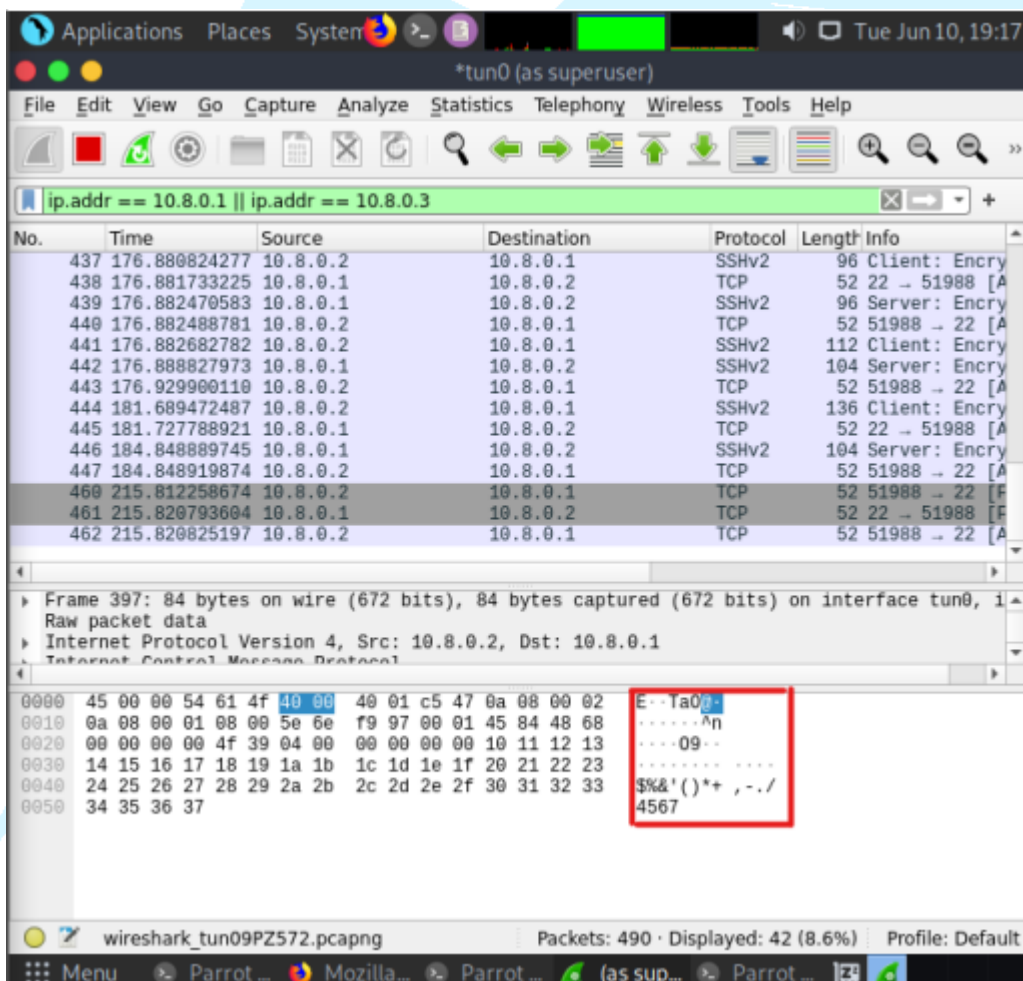 Applications Places System Tue Jun 10, 19:17
*tun0 (as superuser)
File Edit View Go Capture Analyze Statistics Telephony Wireless Tools Help
ip.addr == 10.8.0.1 || ip.addr == 10.8.0.3
No. Time Source Destination Protocol Length Info
437 176.880824277 10.8.0.2 10.8.0.1 SSHv2 96 Client: Encry
438 176.881733225 10.8.0.1 10.8.0.2 TCP 52 22 → 51988 [A
439 176.882470583 10.8.0.1 10.8.0.2 SSHv2 96 Server: Encry
440 176.882488781 10.8.0.2 10.8.0.1 TCP 52 51988 → 22 [A
441 176.882682782 10.8.0.2 10.8.0.1 SSHv2 112 Client: Encry
442 176.888827973 10.8.0.1 10.8.0.2 SSHv2 104 Server: Encry
443 176.929900110 10.8.0.2 10.8.0.1 TCP 52 51988 → 22 [A
444 181.689472487 10.8.0.2 10.8.0.1 SSHv2 136 Client: Encry
445 181.727788921 10.8.0.1 10.8.0.2 TCP 52 22 → 51988 [A
446 184.848889745 10.8.0.1 10.8.0.2 SSHv2 104 Server: Encry
447 184.848919874 10.8.0.2 10.8.0.1 TCP 52 51988 → 22 [A
460 215.812258674 10.8.0.2 10.8.0.1 TCP 52 51988 → 22 [F
461 215.820793604 10.8.0.1 10.8.0.2 TCP 52 22 → 51988 [F
462 215.820825197 10.8.0.2 10.8.0.1 TCP 52 51988 → 22 [A
Frame 397: 84 bytes on wire (672 bits), 84 bytes captured (672 bits) on interface tun0, i
Raw packet data
Internet Protocol Version 4, Src: 10.8.0.2, Dst: 10.8.0.1
Internet Control Message Protocol
0000 45 00 00 54 61 4f 40 00 40 01 c5 47 0a 08 00 02 E··TaO@·
0010 0a 08 00 01 08 00 5e 6e f9 97 00 01 45 84 48 68 ······^n
0020 00 00 00 00 4f 39 04 00 00 00 00 00 10 11 12 13 ····O9··
0030 14 15 16 17 18 19 1a 1b 1c 1d 1e 1f 20 21 22 23 ········ ····
0040 24 25 26 27 28 29 2a 2b 2c 2d 2e 2f 30 31 32 33 $%&'()*+ ,-./
0050 34 35 36 37 4567
wireshark_tun09PZ572.pcapng Packets: 490 · Displayed: 42 (8.6%) Profile: Default
Menu Parrot ... Mozilla... Parrot ... (as sup... Parrot ...